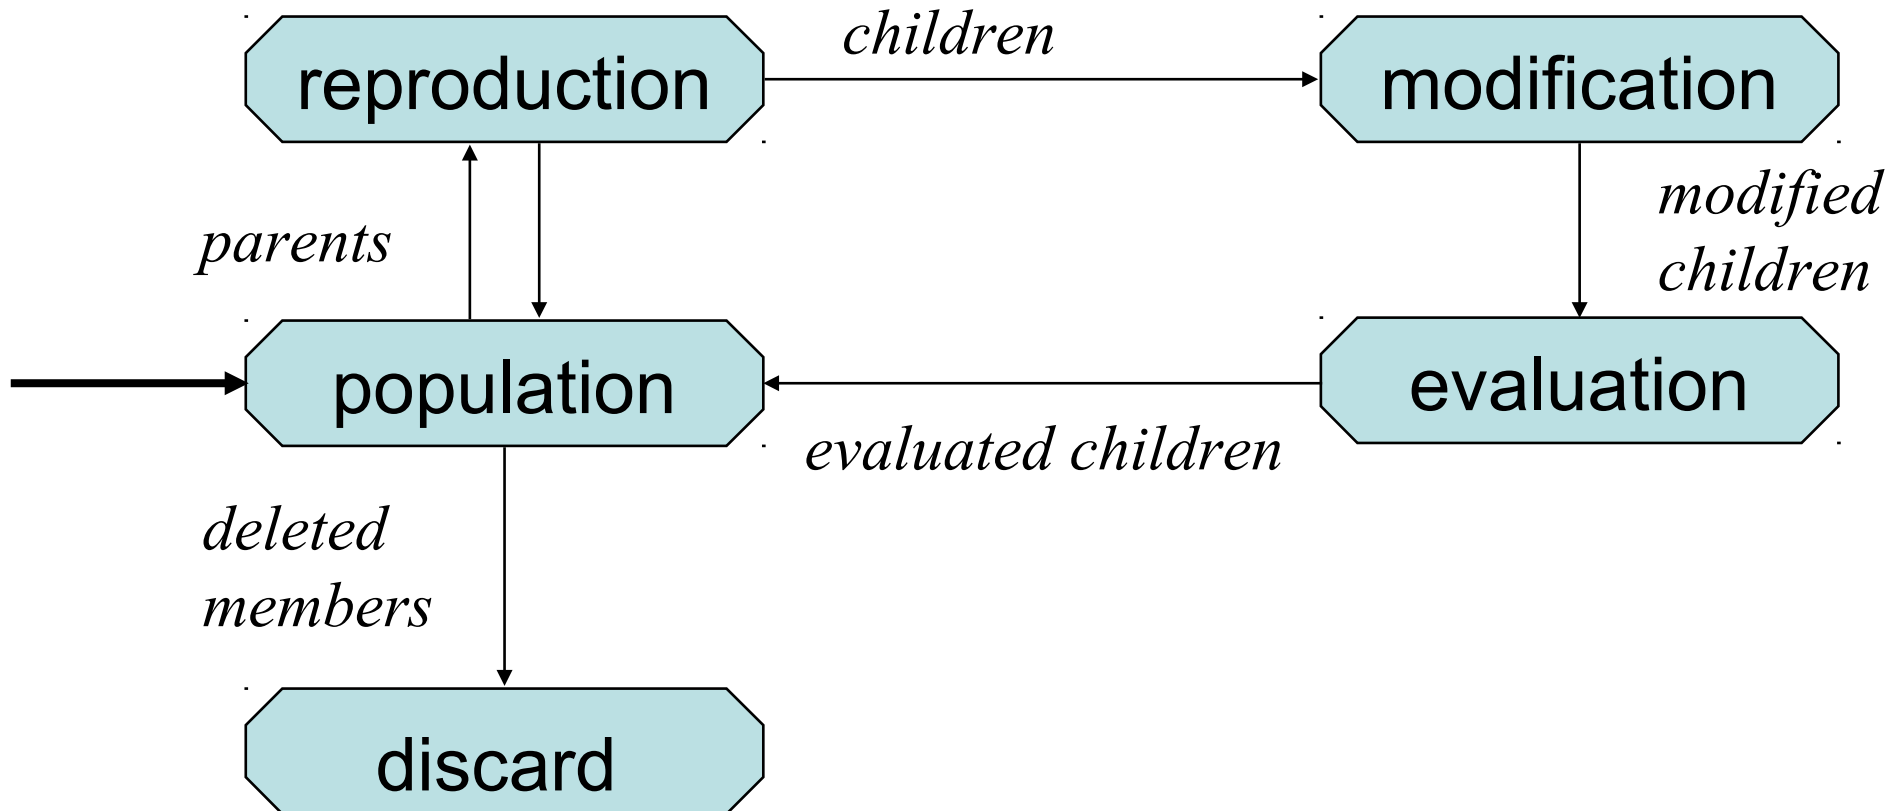 reproduction
children
modification
parents
modified
children
population
evaluation
evaluated children
deleted
members
discard